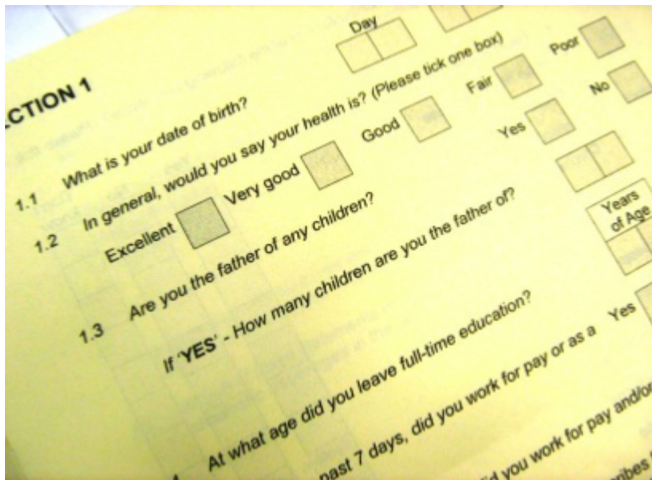 CTION 1
Day
1.1 What is your date of birth?
1.2 In general, would you say your health is? (Please tick one box)
Excellent Very good Good Fair Poor
1.3 Are you the father of any children? Yes No
If 'YES' - How many children are you the father of?
Years
of Age
At what age did you leave full-time education?
past 7 days, did you work for pay or as a Yes
did you work for pay and/or